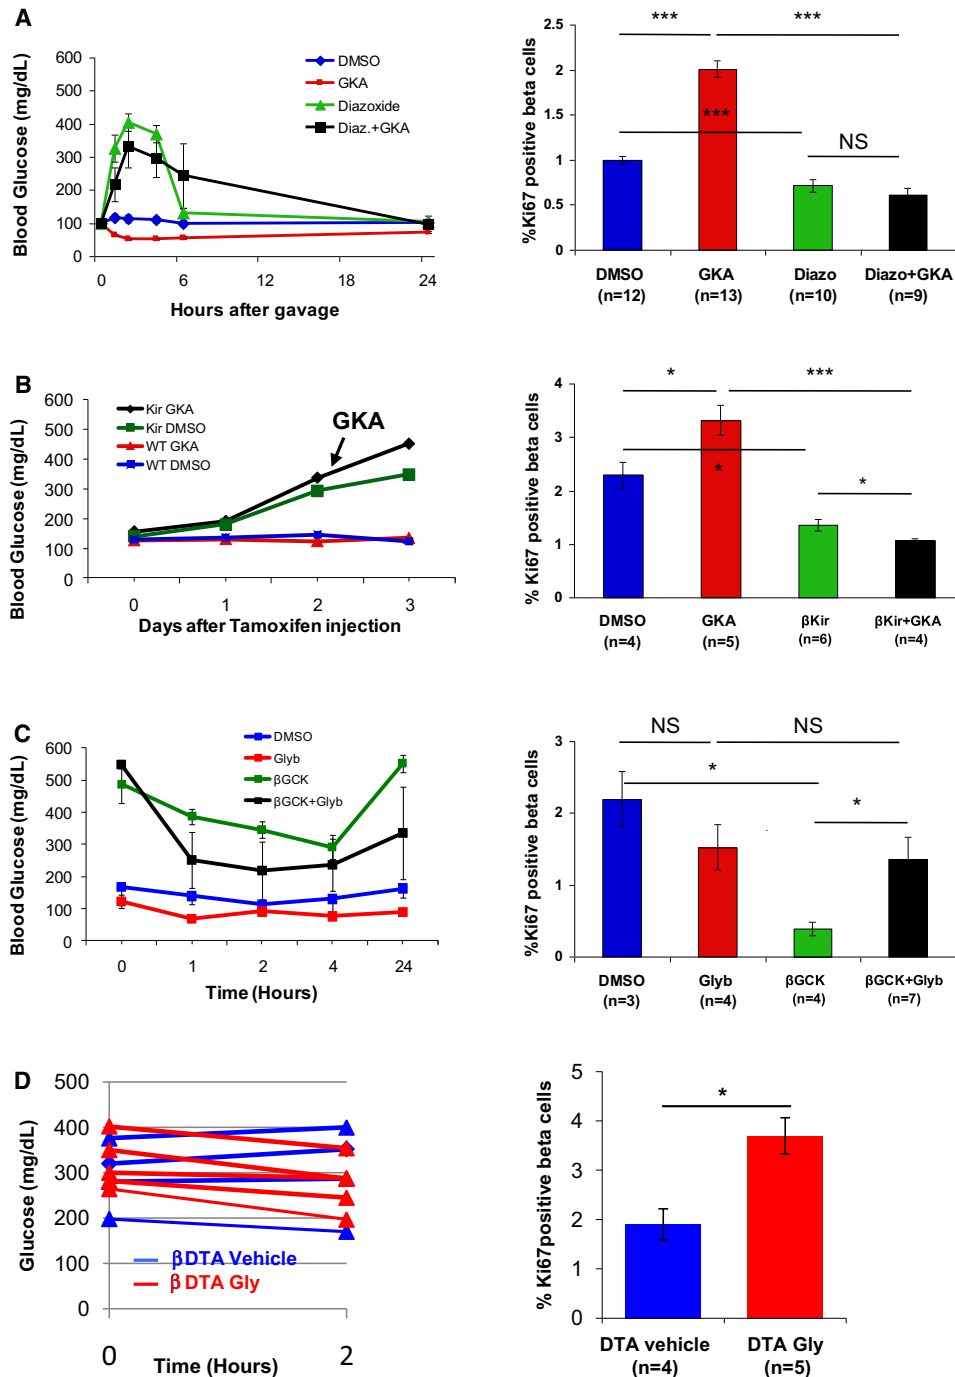 A
Blood Glucose (mg/dL)
600
500
400
300
200
100
0
DMSO
GKA
Diazoxide
Diaz.+GKA
0 6 12 18 24
Hours after gavage
%Ki67 positive beta cells
2.5
2
1.5
1
0.5
0
*** ***
***
NS
DMSO GKA Diazo Diazo+GKA
(n=12) (n=13) (n=10) (n=9)
B
Blood Glucose (mg/dL)
600
500
400
300
200
100
0
Kir GKA
Kir DMSO
WT GKA
WT DMSO
GKA
0 1 2 3
Days after Tamoxifen injection
% Ki67 positive beta cells
4
3
2
1
0
* ***
*
*
DMSO GKA βKir βKir+GKA
(n=4) (n=5) (n=6) (n=4)
C
Blood Glucose (mg/dL)
600
500
400
300
200
100
0
DMSO
Glyb
βGCK
βGCK+Glyb
0 1 2 4 24
Time (Hours)
%Ki67 positive beta cells
3
2
1
0
NS NS
*
*
DMSO Glyb βGCK βGCK+Glyb
(n=3) (n=4) (n=4) (n=7)
D
Glucose (mg/dL)
500
400
300
200
100
0
βDTA Vehicle
β DTA Gly
0 2
Time (Hours)
% Ki67positive beta cells
5
4
3
2
1
0
*
DTA vehicle DTA Gly
(n=4) (n=5)